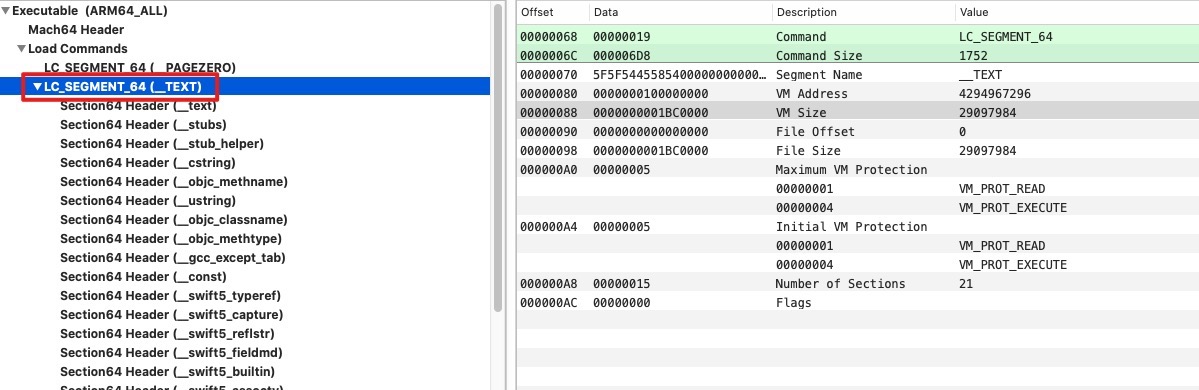 Executable (ARM64_ALL)
Mach64 Header
Load Commands
LC_SEGMENT_64 (__PAGEZERO)
LC_SEGMENT_64 (__TEXT)
Section64 Header (__text)
Section64 Header (__stubs)
Section64 Header (__stub_helper)
Section64 Header (__cstring)
Section64 Header (__objc_methname)
Section64 Header (__ustring)
Section64 Header (__objc_classname)
Section64 Header (__objc_methtype)
Section64 Header (__gcc_except_tab)
Section64 Header (__const)
Section64 Header (__swift5_typeref)
Section64 Header (__swift5_capture)
Section64 Header (__swift5_reflstr)
Section64 Header (__swift5_fieldmd)
Section64 Header (__swift5_builtin)
Section64 Header (__swift5_assocty)
Offset Data Description Value
00000068 00000019 Command LC_SEGMENT_64
0000006C 000006D8 Command Size 1752
00000070 5F5F5445585400000000000... Segment Name __TEXT
00000080 0000000100000000 VM Address 4294967296
00000088 0000000001BC0000 VM Size 29097984
00000090 0000000000000000 File Offset 0
00000098 0000000001BC0000 File Size 29097984
000000A0 00000005 Maximum VM Protection
00000001 VM_PROT_READ
00000004 VM_PROT_EXECUTE
000000A4 00000005 Initial VM Protection
00000001 VM_PROT_READ
00000004 VM_PROT_EXECUTE
000000A8 00000015 Number of Sections 21
000000AC 00000000 Flags